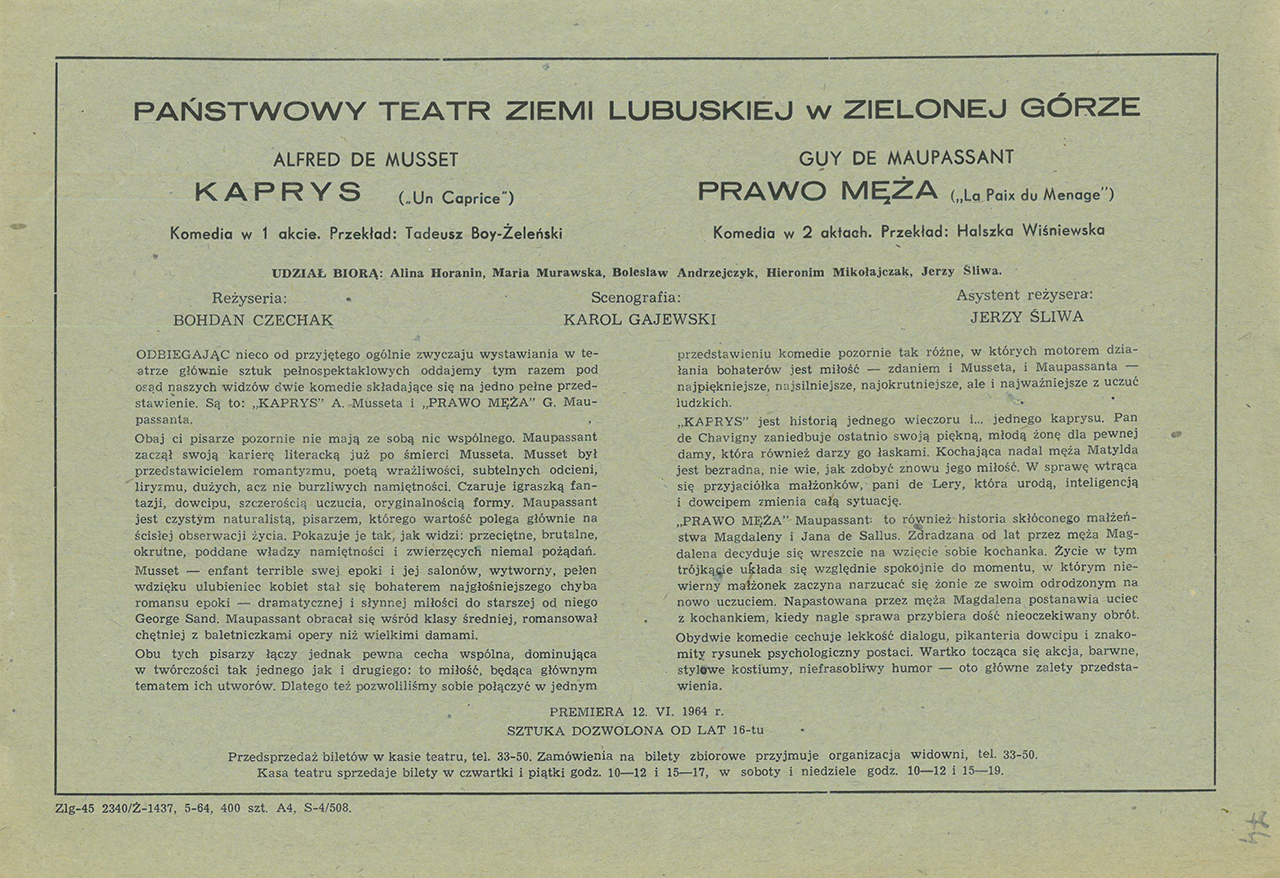 PAŃSTWOWY TEATR ZIEMI LUBUSKIEJ w ZIELONEJ GÓRZE
ALFRED DE MUSSET
KAPRYS („Un Caprice")
Komedia w 1 akcie. Przekład: Tadeusz Boy-Żeleński
GUY DE MAUPASSANT
PRAWO MĘŻA („La Paix du Menage")
Komedia w 2 aktach. Przekład: Halszka Wiśniewska
UDZIAŁ BIORĄ: Alina Horanin, Maria Murawska, Bolesław Andrzejczyk, Hieronim Mikołajczak, Jerzy Śliwa.
Reżyseria:
BOHDAN CZECHAK
Scenografia:
KAROL GAJEWSKI
Asystent reżysera:
JERZY ŚLIWA
ODBIEGAJĄC nieco od przyjętego ogólnie zwyczaju wystawiania w te-
atrze głównie sztuk pełnospektaklowych oddajemy tym razem pod
osąd naszych widzów dwie komedie składające się na jedno pełne przed-
stawienie. Są to: „KAPRYS" A. Musseta i „PRAWO MĘŻA" G. Mau-
passanta.
Obaj ci pisarze pozornie nie mają ze sobą nic wspólnego. Maupassant
zaczął swoją karierę literacką już po śmierci Musseta. Musset był
przedstawicielem romantyzmu, poetą wrażliwości, subtelnych odcieni,
liryzmu, dużych, acz nie burzliwych namiętności. Czaruje igraszką fan-
tazji, dowcipu, szczerością uczucia, oryginalnością formy. Maupassant
jest czystym naturalistą, pisarzem, którego wartość polega głównie na
ścisłej obserwacji życia. Pokazuje je tak, jak widzi: przeciętne, brutalne,
okrutne, poddane władzy namiętności i zwierzęcych niemal pożądań.
Musset — enfant terrible swej epoki i jej salonów, wytworny, pełen
wdzięku ulubieniec kobiet stał się bohaterem najgłośniejszego chyba
romansu epoki — dramatycznej i słynnej miłości do starszej od niego
George Sand. Maupassant obracał się wśród klasy średniej, romansował
chętniej z baletniczkami opery niż wielkimi damami.
Obu tych pisarzy łączy jednak pewna cecha wspólna, dominująca
w twórczości tak jednego jak i drugiego: to miłość, będąca głównym
tematem ich utworów. Dlatego też pozwoliliśmy sobie połączyć w jednym
przedstawieniu komedie pozornie tak różne, w których motorem dzia-
łania bohaterów jest miłość — zdaniem i Musseta, i Maupassanta —
najpiękniejsze, najsilniejsze, najokrutniejsze, ale i najważniejsze z uczuć
ludzkich.
„KAPRYS" jest historią jednego wieczoru i... jednego kaprysu. Pan
de Chavigny zaniedbuje ostatnio swoją piękną, młodą żonę dla pewnej
damy, która również darzy go łaskami. Kochająca nadal męża Matylda
jest bezradna, nie wie, jak zdobyć znowu jego miłość. W sprawę wtrąca
się przyjaciółka małżonków, pani de Lery, która urodą, inteligencją
i dowcipem zmienia całą sytuację.
„PRAWO MĘŻA" Maupassant: to również historia skłóconego małżeń-
stwa Magdaleny i Jana de Sallus. Zdradzana od lat przez męża Mag-
dalena decyduje się wreszcie na wzięcie sobie kochanka. Życie w tym
trójkącie układa się względnie spokojnie do momentu, w którym nie-
wierny małżonek zaczyna narzucać się żonie ze swoim odrodzonym na
nowo uczuciem. Napastowana przez męża Magdalena postanawia uciec
z kochankiem, kiedy nagle sprawa przybiera dość nieoczekiwany obrót.
Obydwie komedie cechuje lekkość dialogu, pikanteria dowcipu i znako-
mity rysunek psychologiczny postaci. Wartko tocząca się akcja, barwne,
stylowe kostiumy, niefrasobliwy humor — oto główne zalety przedsta-
wienia.
PREMIERA 12. VI. 1964 r.
SZTUKA DOZWOLONA OD LAT 16-tu
Przedsprzedaż biletów w kasie teatru, tel. 33-50. Zamówienia na bilety zbiorowe przyjmuje organizacja widowni, tel. 33-50.
Kasa teatru sprzedaje bilety w czwartki i piątki godz. 10—12 i 15—17, w soboty i niedziele godz. 10—12 i 15—19.
Zlg-45 2340/Ż-1437, 5-64, 400 szt. A4, S-4/508.